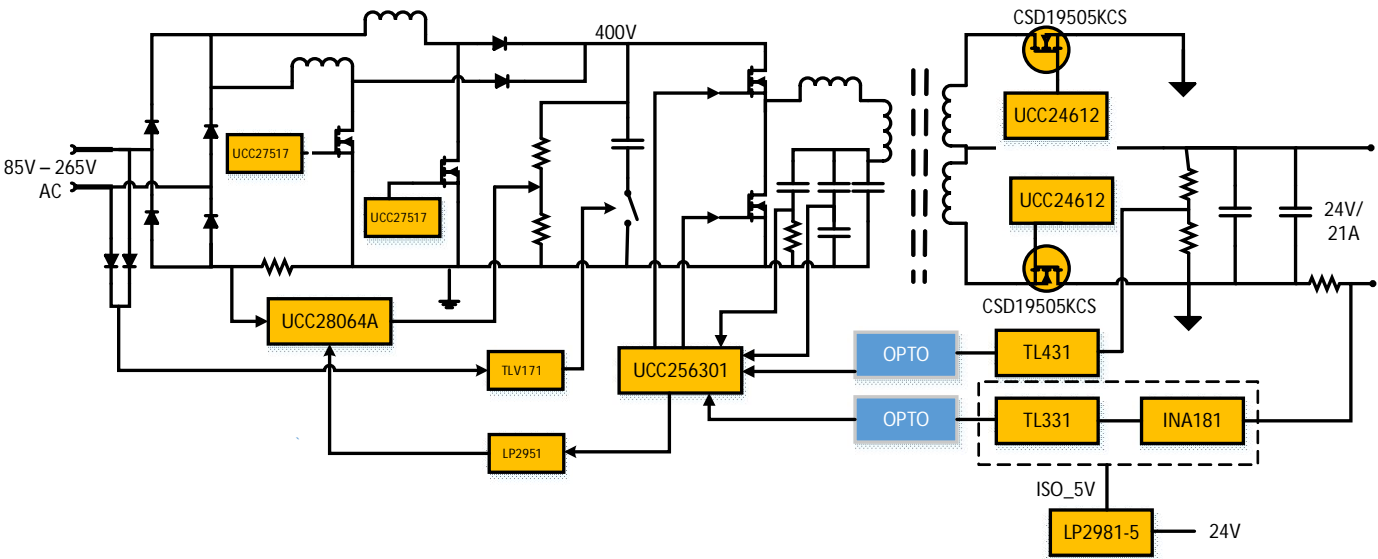 CSD19505KCS
400V
UCC24612
UCC27517
85V – 265V
AC
UCC24612
UCC27517
24V/
21A
CSD19505KCS
UCC28064A
OPTO
TL431
TLV171
UCC256301
OPTO
TL331
INA181
LP2951
ISO_5V
LP2981-5
24V